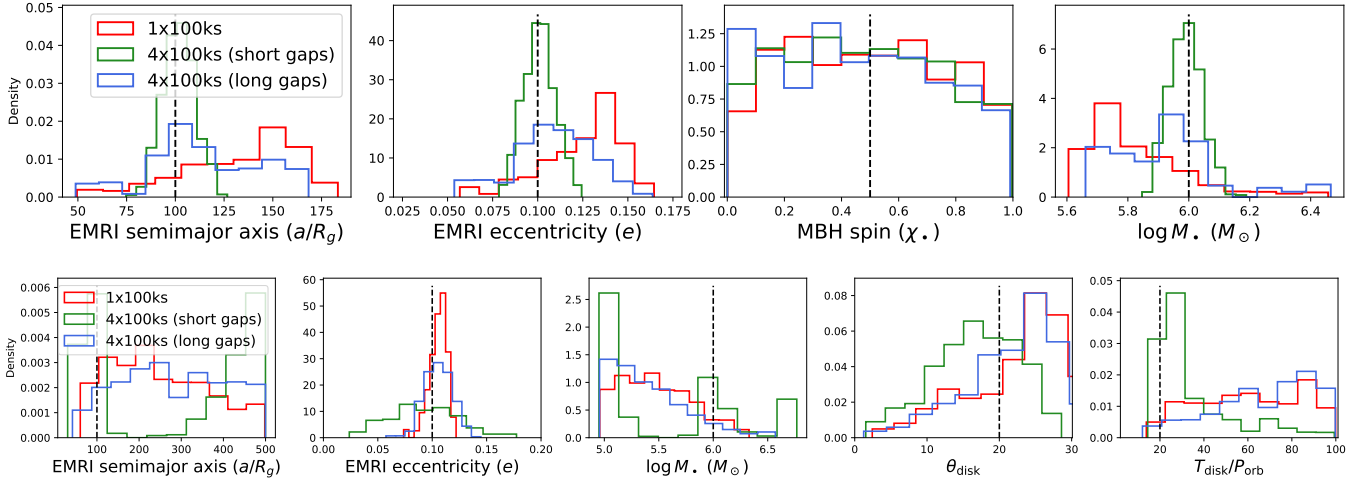 0.05
0.04
0.03
0.02
0.01
0.00
Density
50 75 100 125 150 175
EMRI semimajor axis (a/R_g)
1x100ks
4x100ks (short gaps)
4x100ks (long gaps)
40
30
20
10
0
0.025 0.050 0.075 0.100 0.125 0.150 0.175
EMRI eccentricity (e)
1.25
1.00
0.75
0.50
0.25
0.00
0.0 0.2 0.4 0.6 0.8 1.0
MBH spin (χ•)
6
4
2
0
5.6 5.8 6.0 6.2 6.4
log M• (M☉)
0.006
0.005
0.004
0.003
0.002
0.001
0.000
Density
0 100 200 300 400 500
EMRI semimajor axis (a/R_g)
1x100ks
4x100ks (short gaps)
4x100ks (long gaps)
60
50
40
30
20
10
0
0.00 0.05 0.10 0.15 0.20
EMRI eccentricity (e)
2.5
2.0
1.5
1.0
0.5
0.0
5.0 5.5 6.0 6.5
log M• (M☉)
0.08
0.06
0.04
0.02
0.00
0 10 20 30
θ_disk
0.05
0.04
0.03
0.02
0.01
0.00
0 20 40 60 80 100
T_disk/P_orb